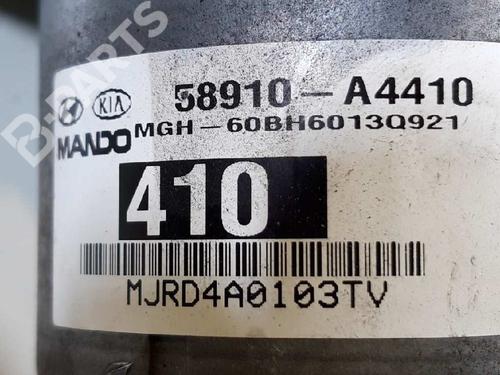 B-PARTS
KIA 58910-A4410
MANDO MGH-60BH6013Q921
410
MJRD4A0103TV